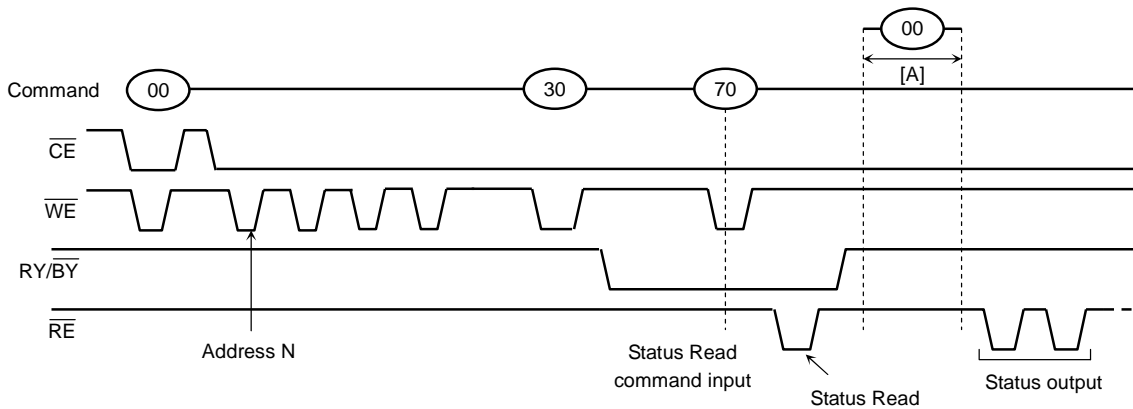 00
[A]
Command 00 30 70
CE
WE
RY/BY
RE
Address N
Status Read
command input
Status Read
Status output